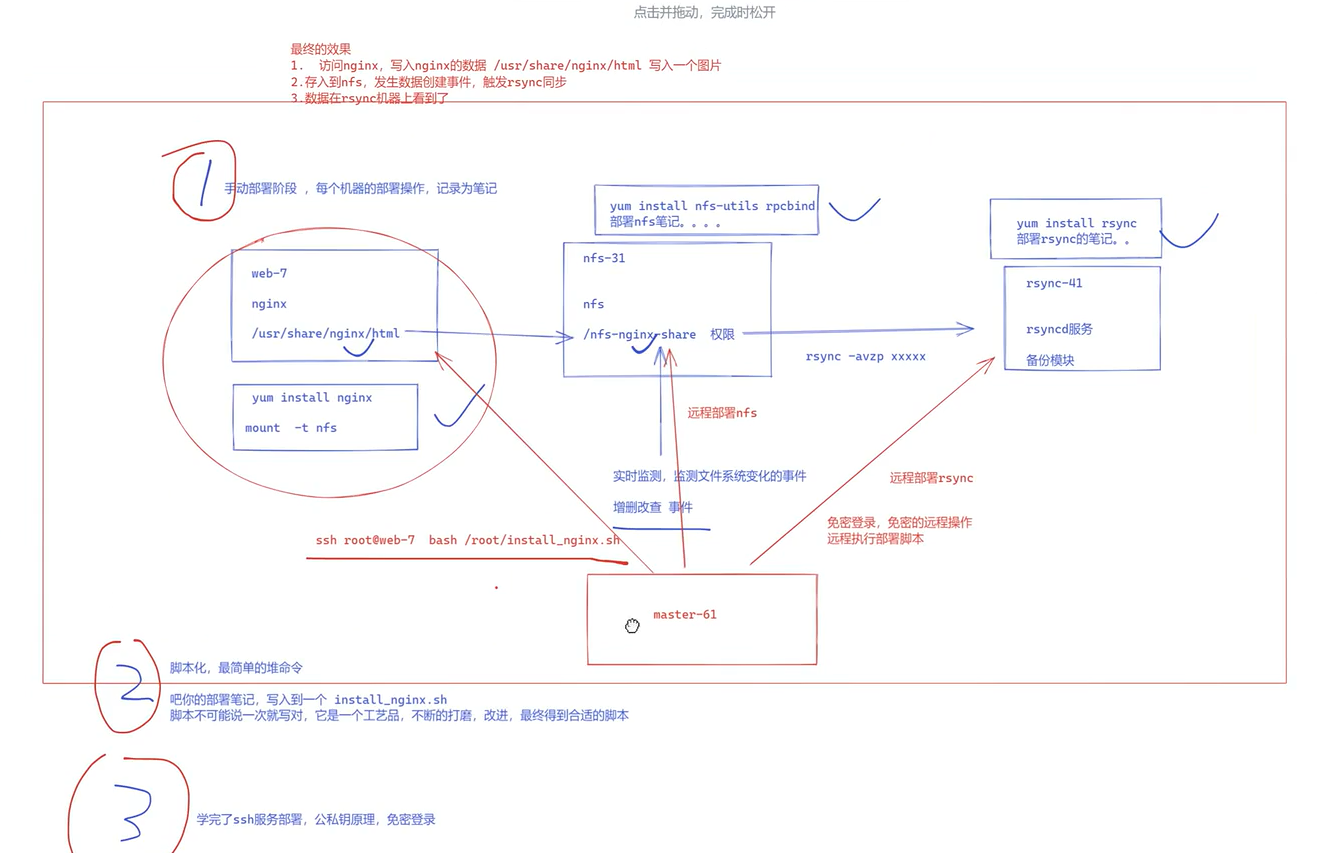 点击并拖动，完成时松开
最终的效果
1.  访问nginx，写入nginx的数据 /usr/share/nginx/html 写入一个图片
2.存入到nfs，发生数据创建事件，触发rsync同步
3.数据在rsync机器上看到了
1
手动部署阶段 ，每个机器的部署操作，记录为笔记
yum install nfs-utils rpcbind
部署nfs笔记。。。。
yum install rsync
部署rsync的笔记。。
web-7
nginx
/usr/share/nginx/html
nfs-31
nfs
/nfs-nginx-share  权限
rsync-41
rsyncd服务
备份模块
rsync -avzp xxxxx
yum install nginx
mount  -t nfs
远程部署nfs
实时监测，监测文件系统变化的事件
增删改查 事件
远程部署rsync
免密登录，免密的远程操作
远程执行部署脚本
ssh root@web-7  bash /root/install_nginx.sh
master-61
2
脚本化，最简单的堆命令
吧你的部署笔记，写入到一个 install_nginx.sh
脚本不可能说一次就写对，它是一个工艺品，不断的打磨，改进，最终得到合适的脚本
3
学完了ssh服务部署，公私钥原理，免密登录